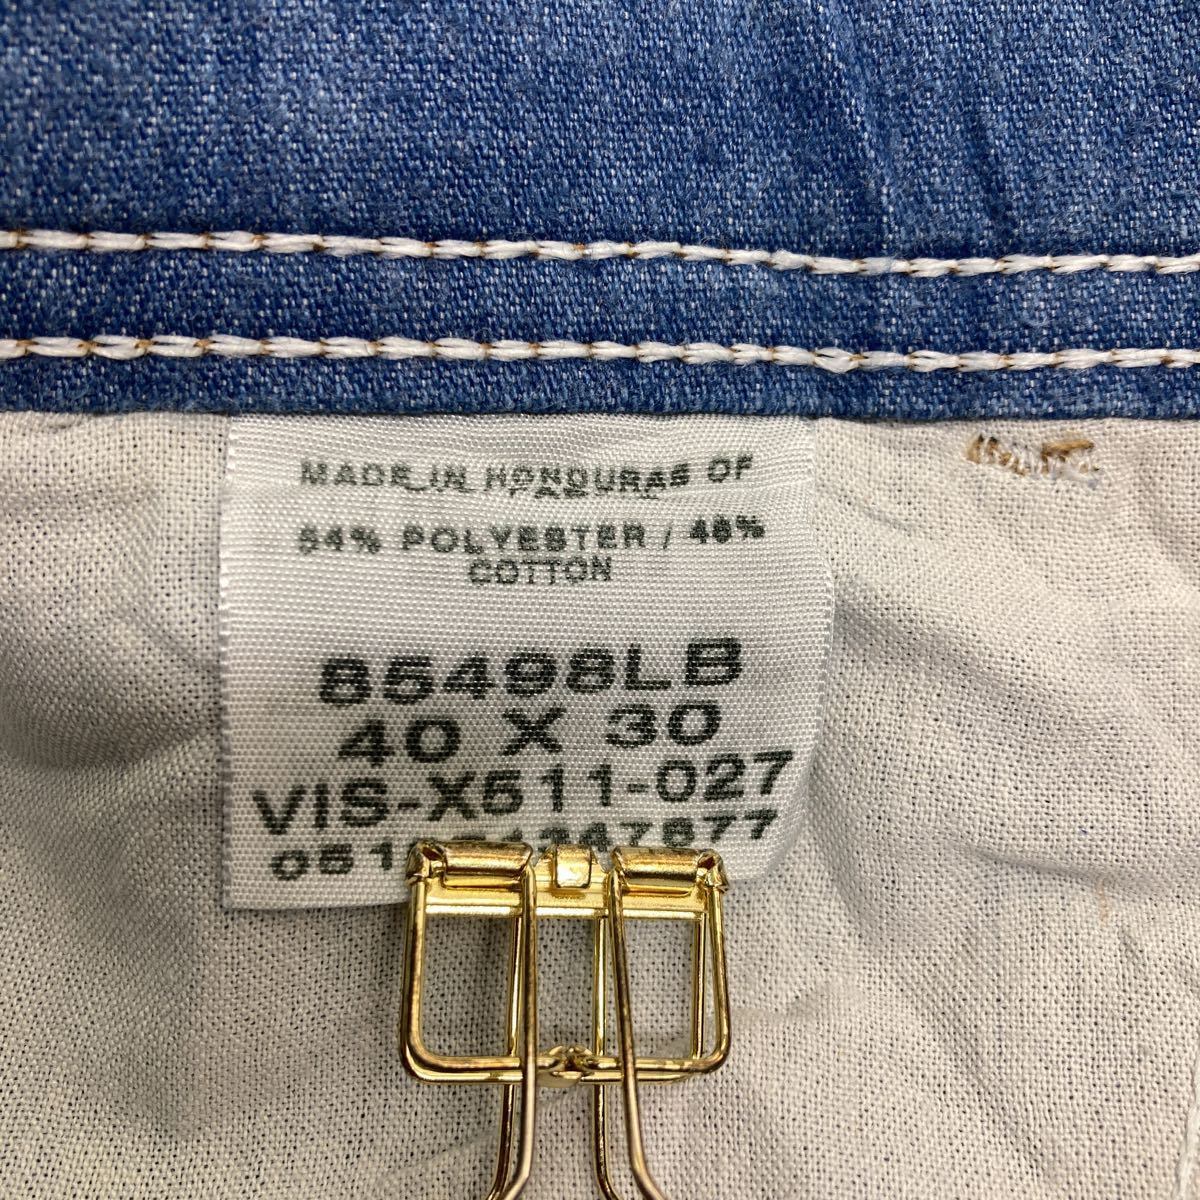 MADE IN HONDURAS OF
54% POLYESTER / 46%
COTTON
85498LB
40 X 30
VIS-X511-027